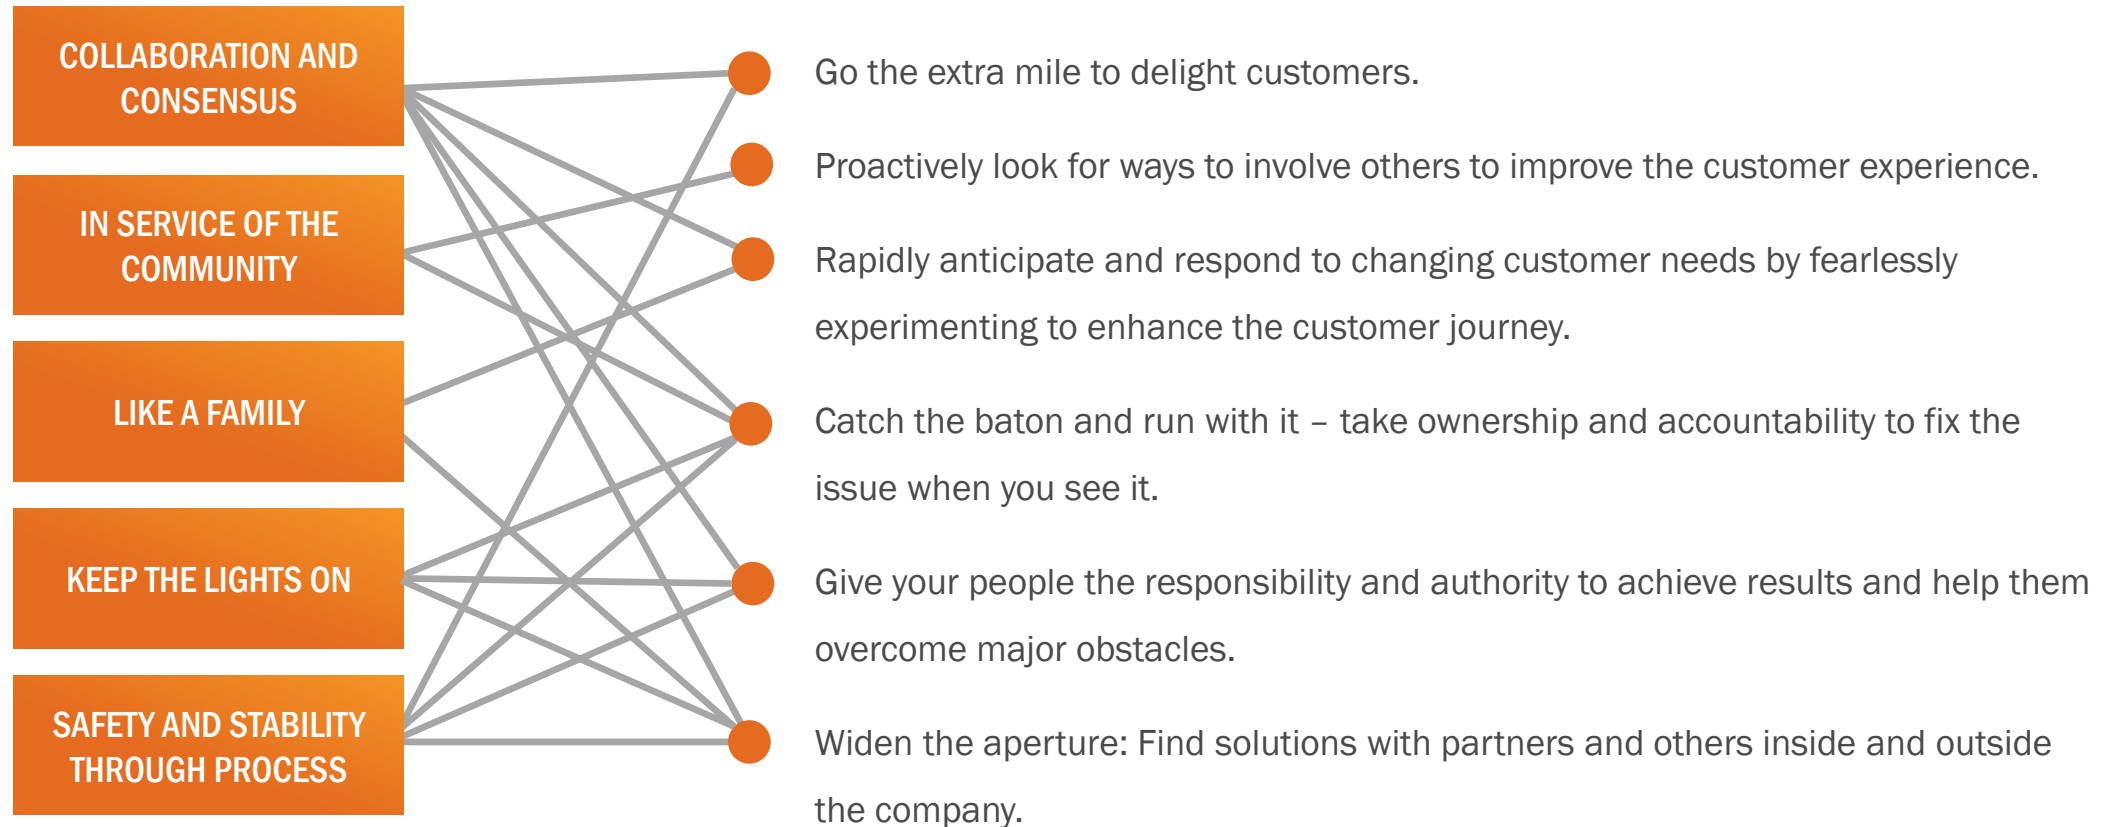 COLLABORATION AND
CONSENSUS
IN SERVICE OF THE
COMMUNITY
LIKE A FAMILY
KEEP THE LIGHTS ON
SAFETY AND STABILITY
THROUGH PROCESS
Go the extra mile to delight customers.
Proactively look for ways to involve others to improve the customer experience.
Rapidly anticipate and respond to changing customer needs by fearlessly
experimenting to enhance the customer journey.
Catch the baton and run with it – take ownership and accountability to fix the
issue when you see it.
Give your people the responsibility and authority to achieve results and help them
overcome major obstacles.
Widen the aperture: Find solutions with partners and others inside and outside
the company.